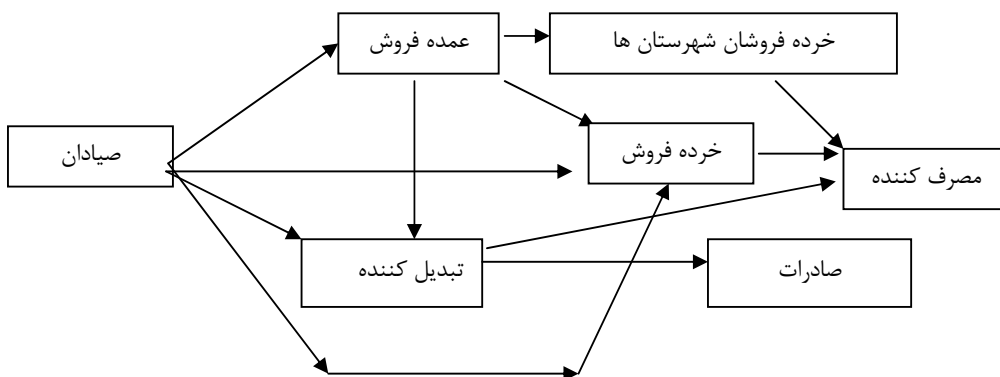 عمده فروش
خرده فروشان شهرستان ها
صیادان
خرده فروش
مصرف کننده
تبدیل کننده
صادرات